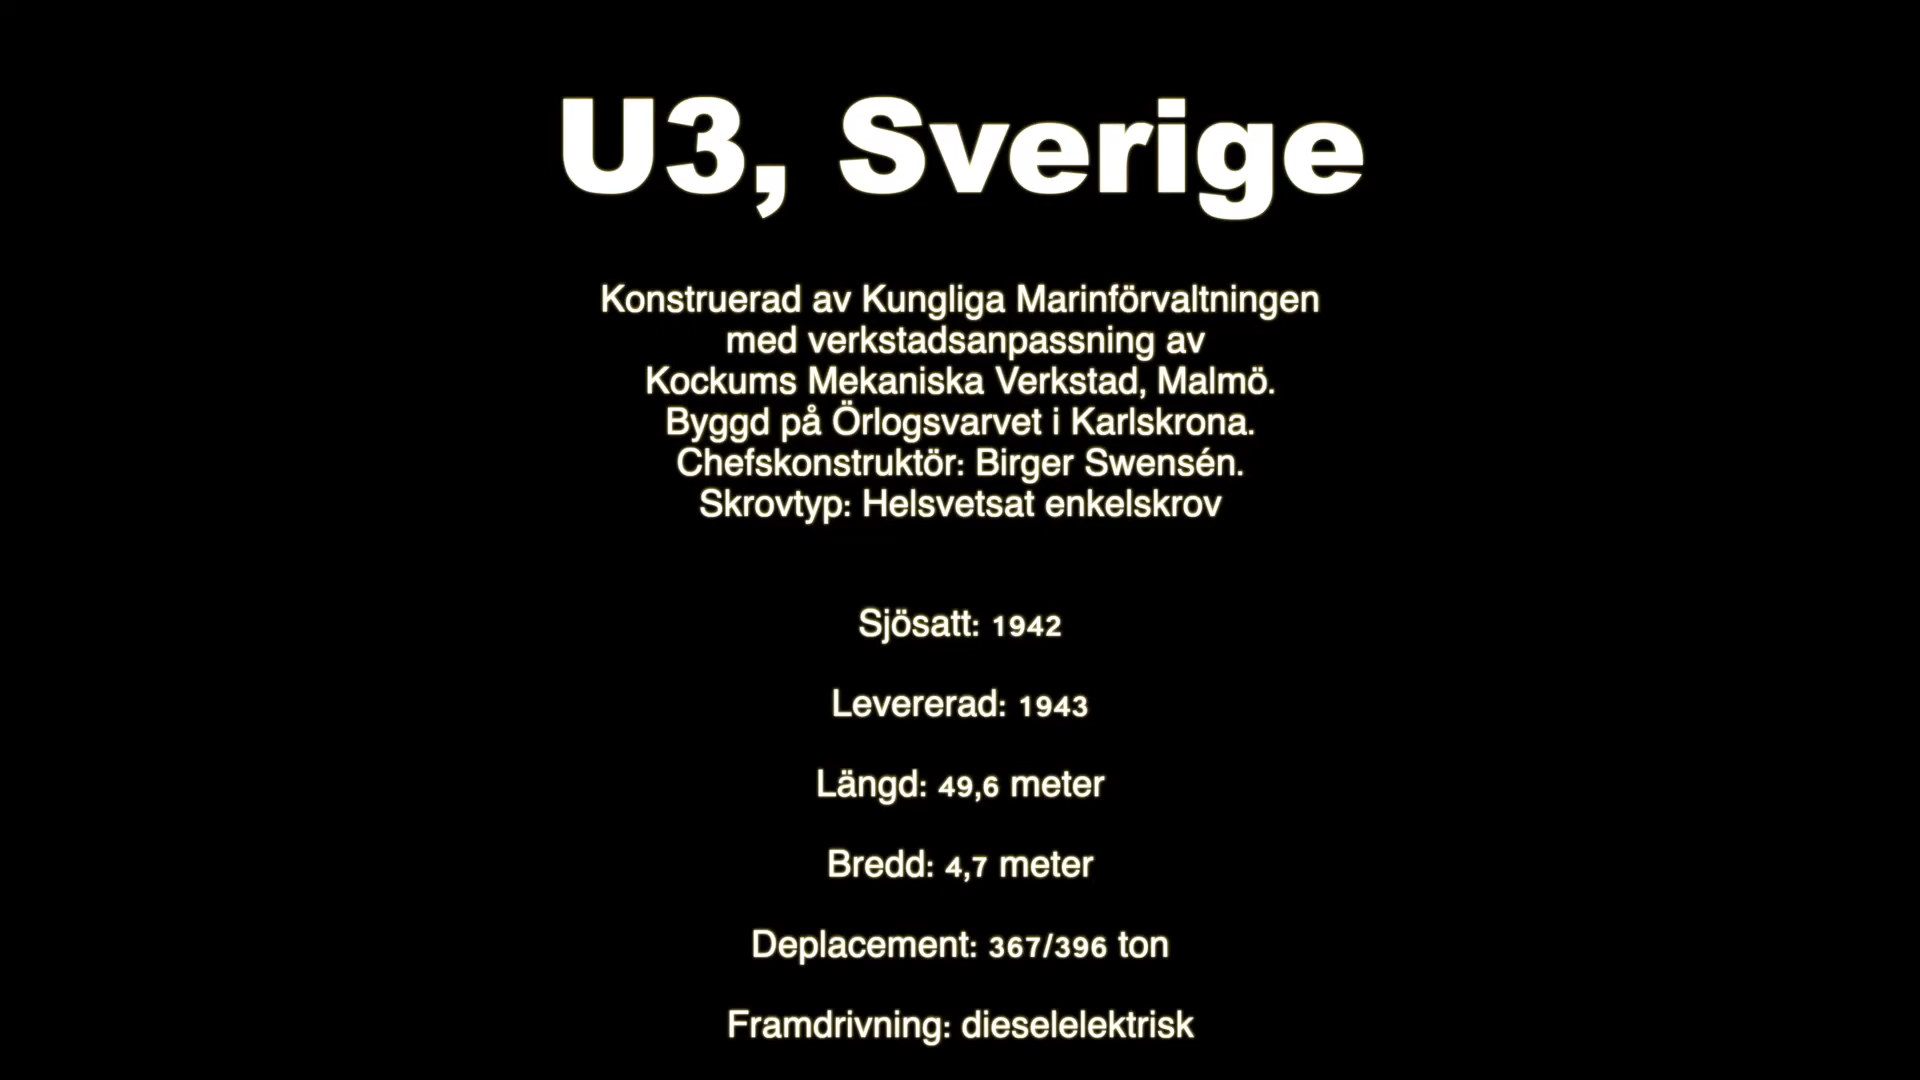 U3, Sverige
Konstruerad av Kungliga Marinförvaltningen
med verkstadsanpassning av
Kockums Mekaniska Verkstad, Malmö.
Byggd på Örlogsvarvet i Karlskrona.
Chefskonstruktör: Birger Swensén.
Skrovtyp: Helsvetsat enkelskrov
Sjösatt: 1942
Levererad: 1943
Längd: 49,6 meter
Bredd: 4,7 meter
Deplacement: 367/396 ton
Framdrivning: dieselelektrisk